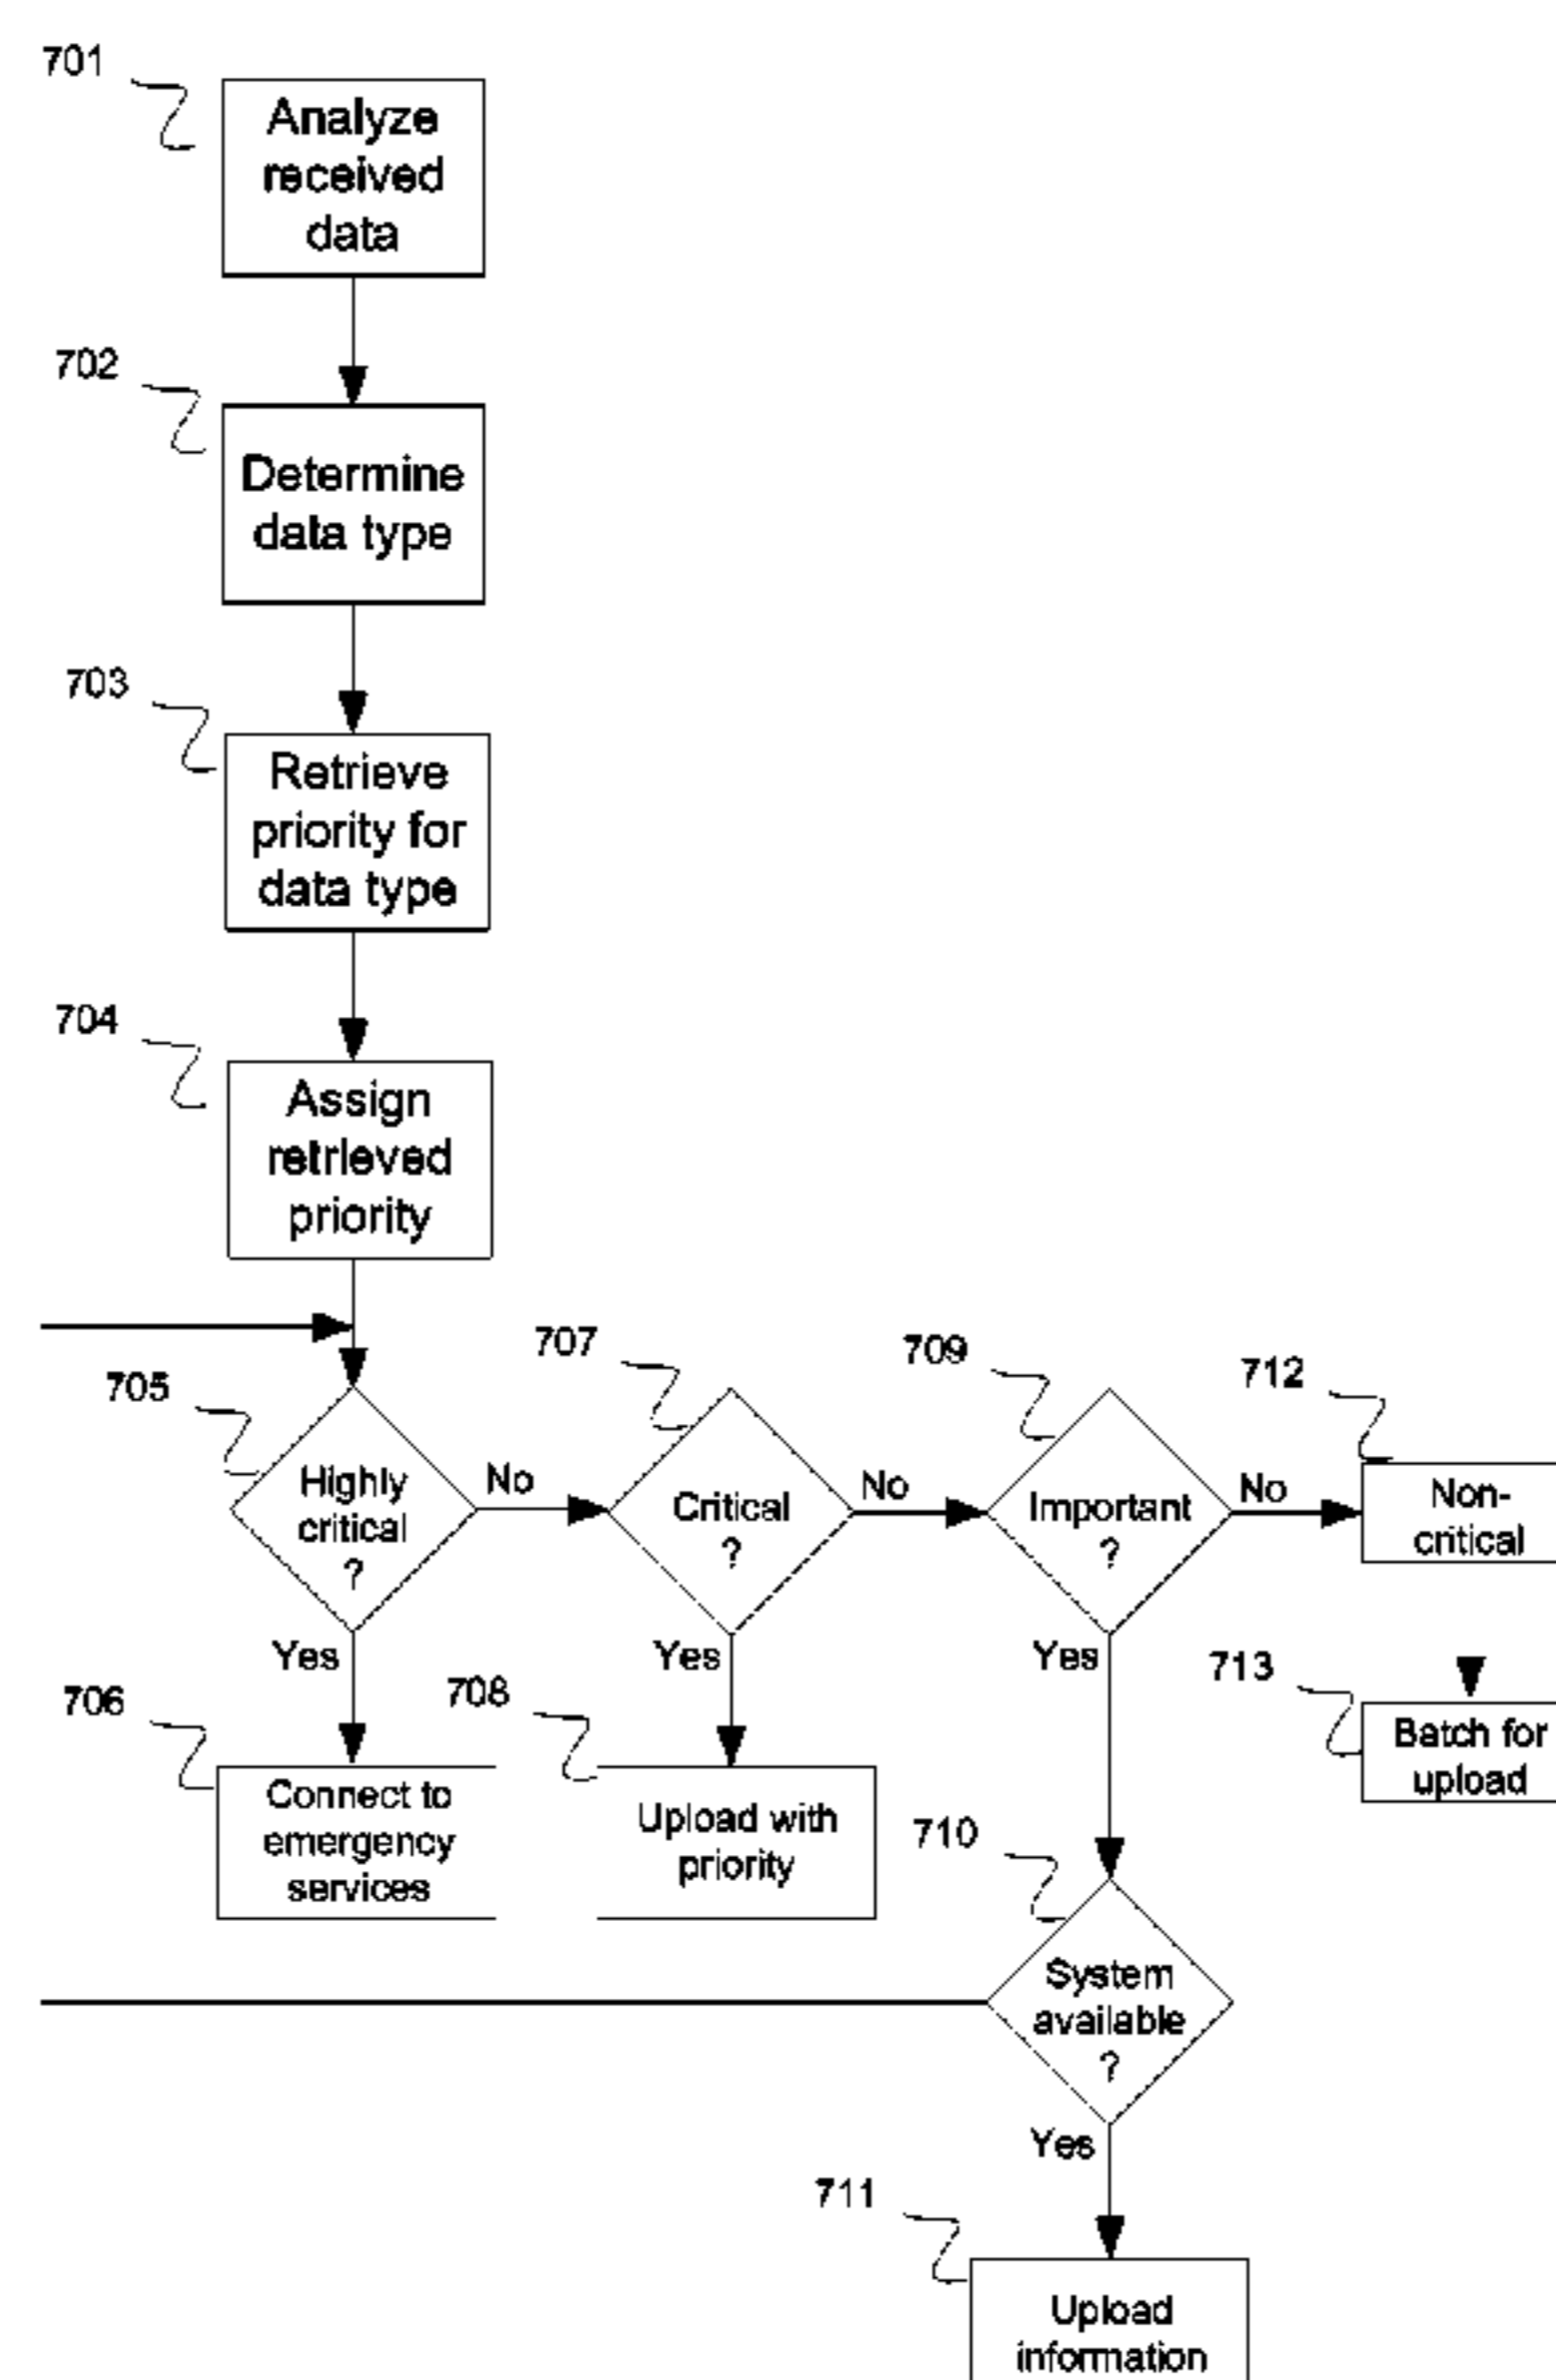 701
Analyze
received
data
702
Determine
data type
703
Retrieve
priority for
data type
704
Assign
retrieved
priority
705
Highly
critical
?
No
Yes
706
Connect to
emergency
services
707
Critical
?
No
Yes
708
Upload with
priority
709
Important
?
No
Yes
710
System
available
?
Yes
711
Upload
information
712
Non-
critical
713
Batch for
upload